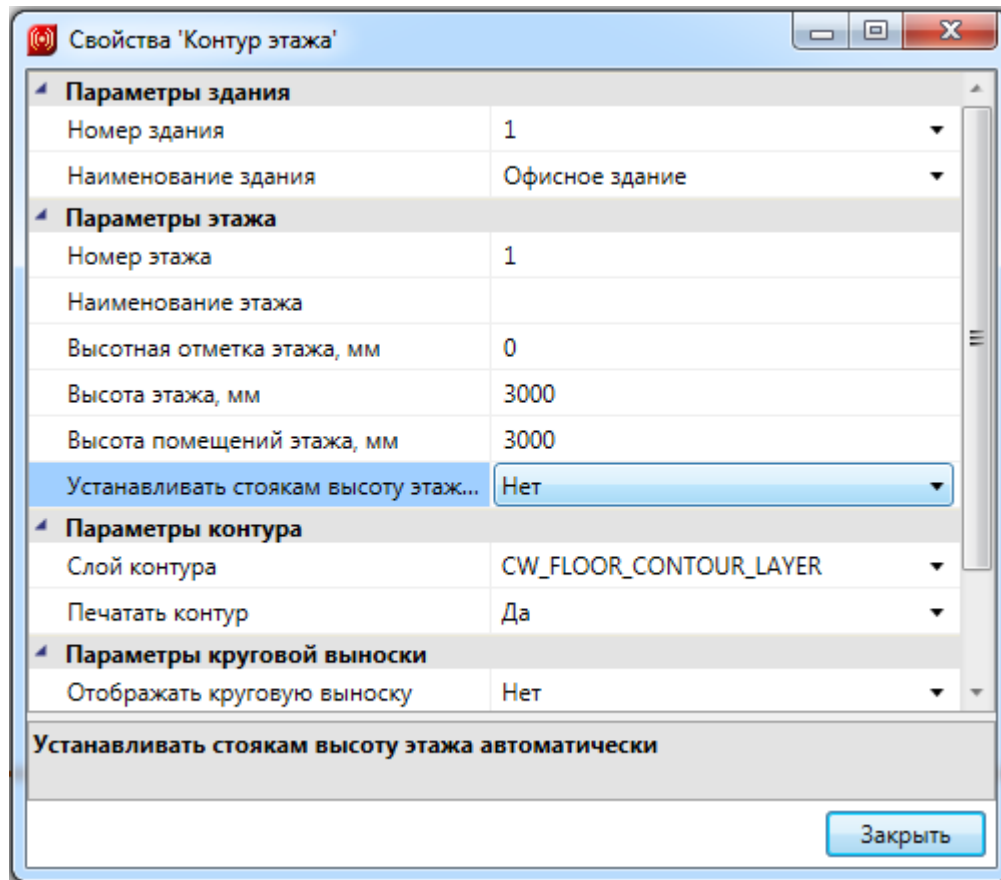 Свойства 'Контур этажа'
Параметры здания
Номер здания 1
Наименование здания Офисное здание
Параметры этажа
Номер этажа 1
Наименование этажа
Высотная отметка этажа, мм 0
Высота этажа, мм 3000
Высота помещений этажа, мм 3000
Устанавливать стоякам высоту этаж... Нет
Параметры контура
Слой контура CW_FLOOR_CONTOUR_LAYER
Печатать контур Да
Параметры круговой выноски
Отображать круговую выноску Нет
Устанавливать стоякам высоту этажа автоматически
Закрыть